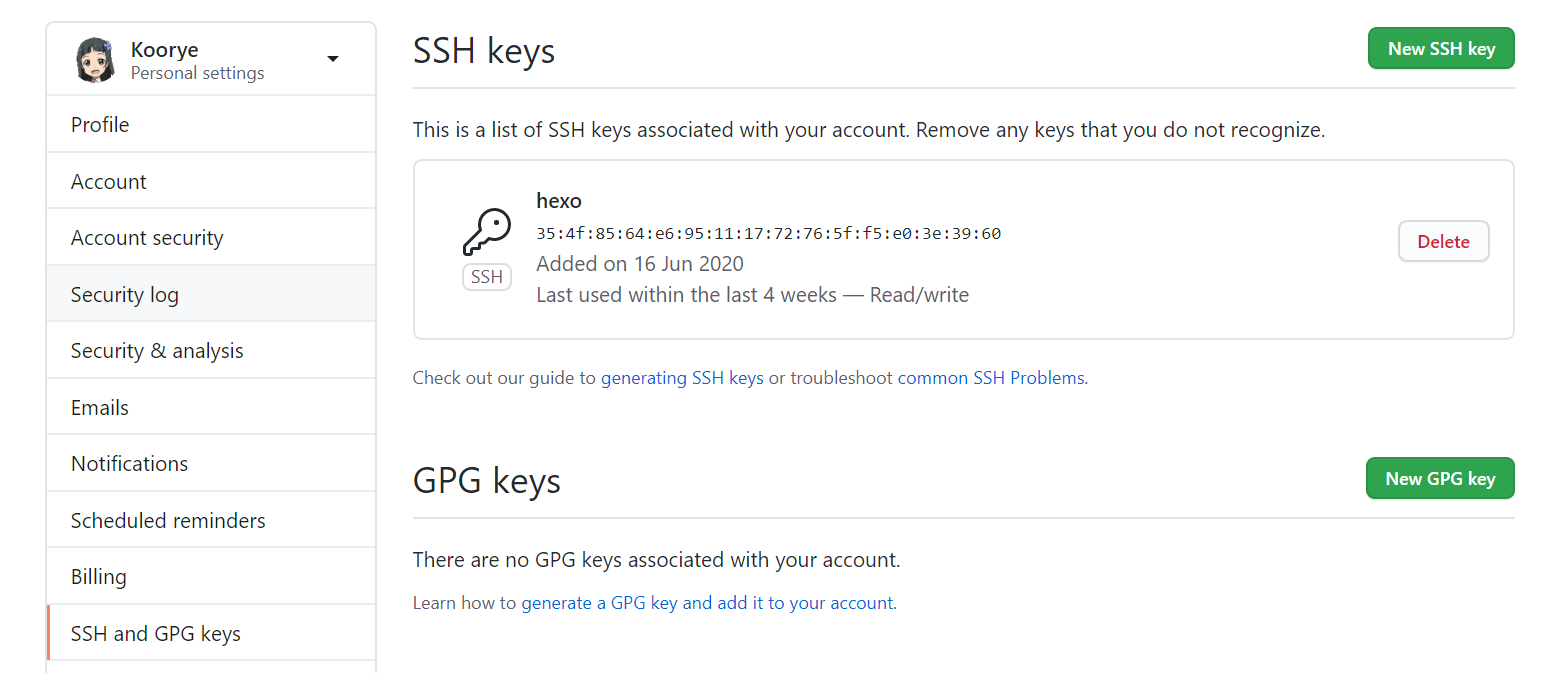 Koorye
Personal settings
Profile
Account
Account security
Security log
Security & analysis
Emails
Notifications
Scheduled reminders
Billing
SSH and GPG keys
SSH keys
New SSH key
This is a list of SSH keys associated with your account. Remove any keys that you do not recognize.
hexo
35:4f:85:64:e6:95:11:17:72:76:5f:f5:e0:3e:39:60
SSH
Added on 16 Jun 2020
Last used within the last 4 weeks — Read/write
Delete
Check out our guide to generating SSH keys or troubleshoot common SSH Problems.
GPG keys
New GPG key
There are no GPG keys associated with your account.
Learn how to generate a GPG key and add it to your account.